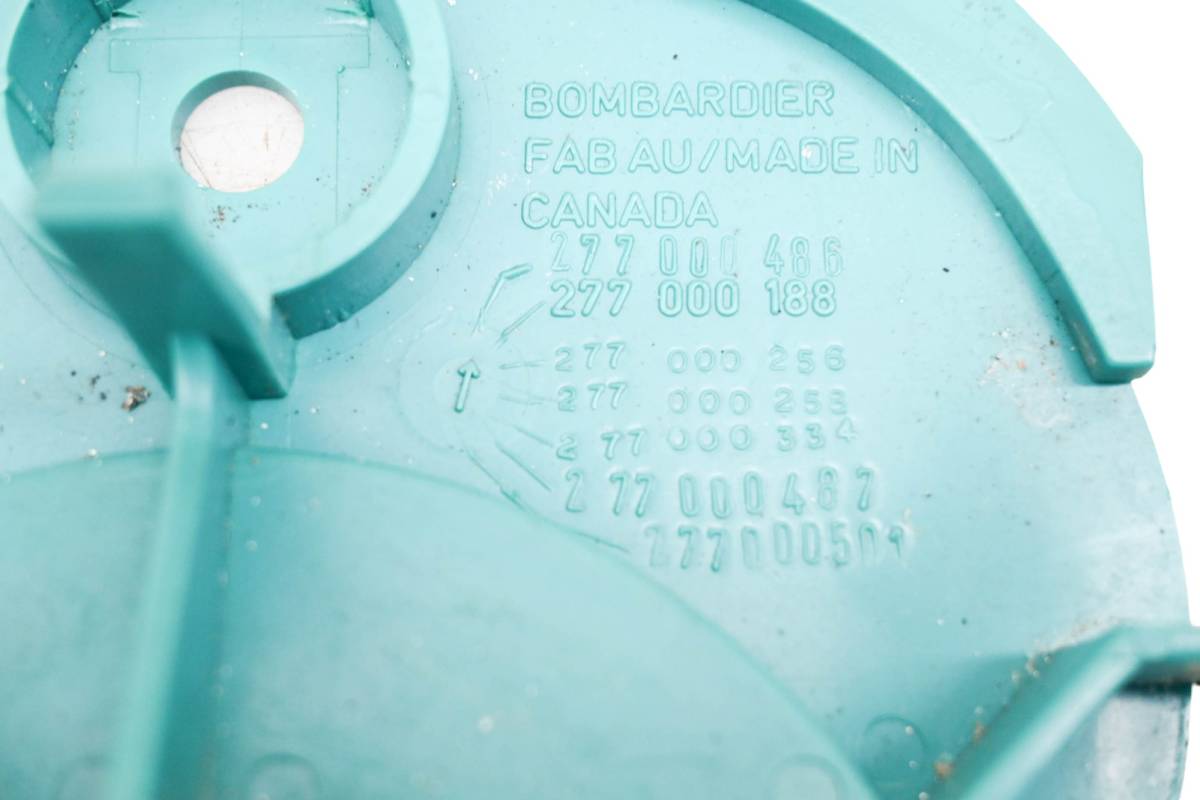 BOMBARDIER
FAB AU/MADE IN
CANADA
277 000 486
277 000 188
277 000 256
277 000 258
277 000 334
277 000 487
277000501